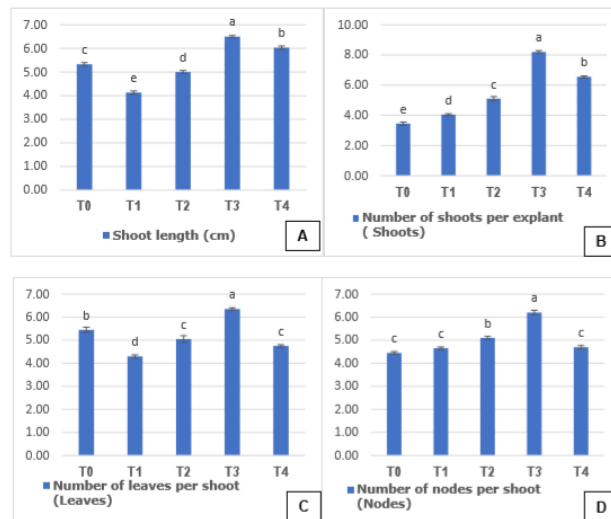 7.00
6.00
5.00
4.00
3.00
2.00
1.00
0.00
c
e
d
a
b
T0 T1 T2 T3 T4
Shoot length (cm)
A
10.00
8.00
6.00
4.00
2.00
0.00
e
d
c
a
b
T0 T1 T2 T3 T4
Number of shoots per explant
( Shoots)
B
7.00
6.00
5.00
4.00
3.00
2.00
1.00
0.00
b
d
c
a
c
T0 T1 T2 T3 T4
Number of leaves per shoot
(Leaves)
C
7.00
6.00
5.00
4.00
3.00
2.00
1.00
0.00
c
c
b
a
c
T0 T1 T2 T3 T4
Number of nodes per shoot
(Nodes)
D